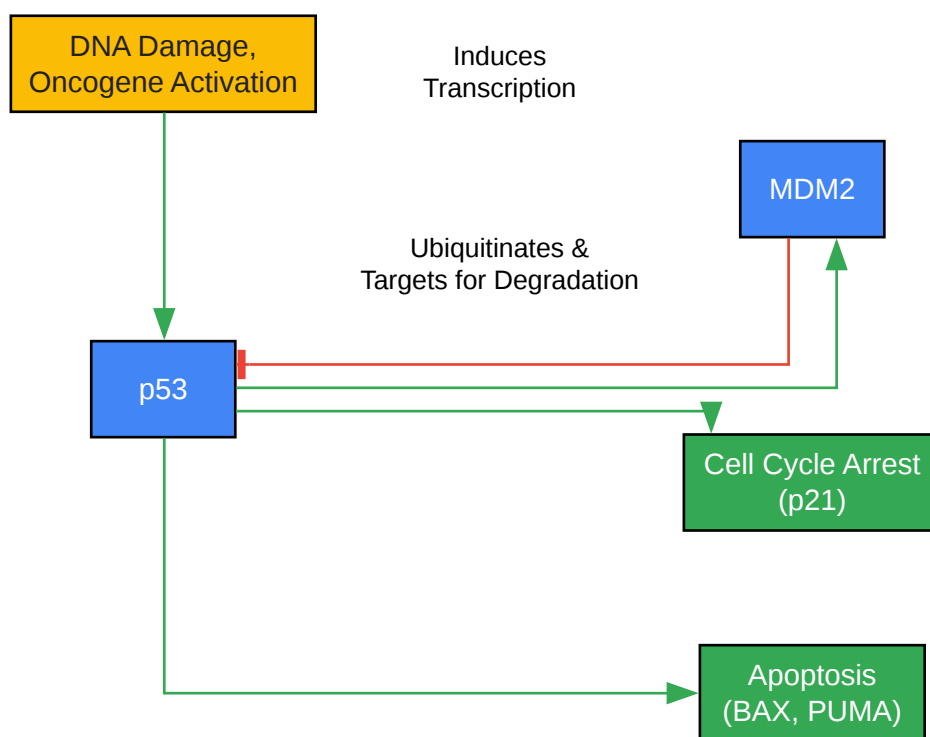 DNA Damage,
Oncogene Activation
Induces
Transcription
MDM2
Ubiquitinates &
Targets for Degradation
p53
Cell Cycle Arrest
(p21)
Apoptosis
(BAX, PUMA)